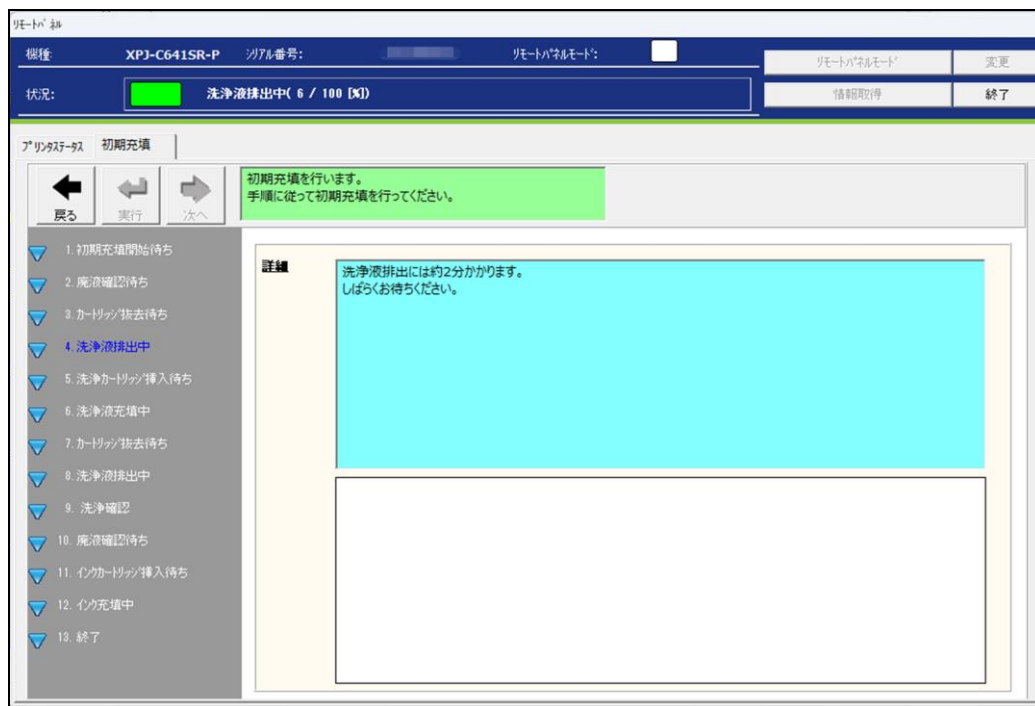 リモートパネル
機種: XPJ-C641SR-P シリアル番号: リモートパネルモード:
リモートパネルモード 変更
状況: 洗浄液排出中( 6 / 100 [%])
情報取得 終了
プリンタステータス 初期充填
戻る 実行 次へ
初期充填を行います。
手順に従って初期充填を行ってください。
1. 初期充填開始待ち
2. 廃液確認待ち
3. カートリッジ抜去待ち
4. 洗浄液排出中
5. 洗浄カートリッジ挿入待ち
6. 洗浄液充填中
7. カートリッジ抜去待ち
8. 洗浄液排出中
9. 洗浄確認
10. 廃液確認待ち
11. インクカートリッジ挿入待ち
12. インク充填中
13. 終了
詳細
洗浄液排出には約2分かかります。
しばらくお待ちください。